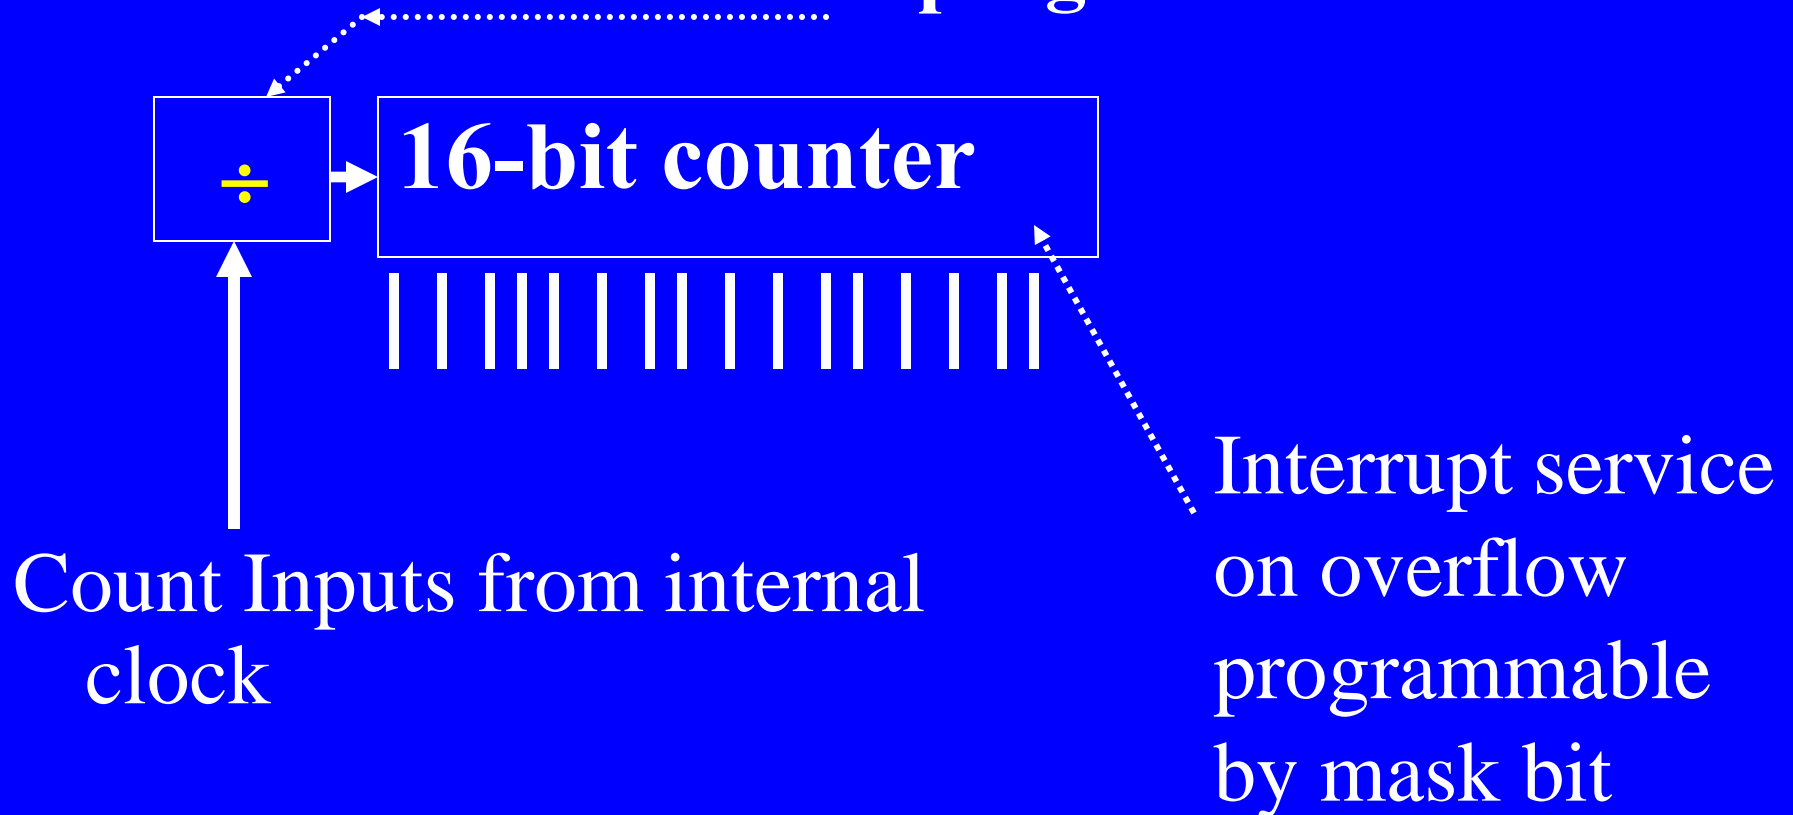 ÷
16-bit counter
Count Inputs from internal
clock
Interrupt service
on overflow
programmable
by mask bit